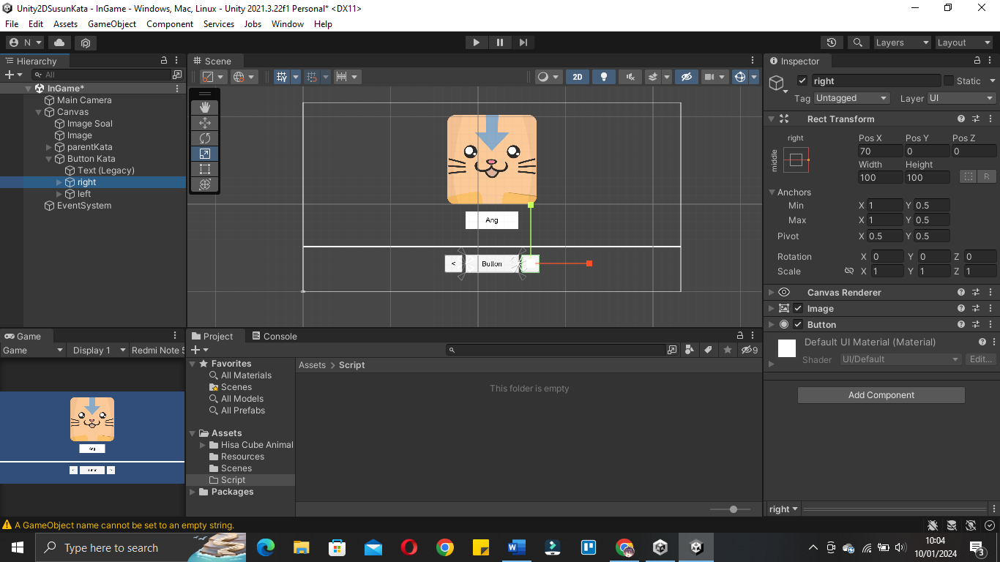 Unity2DSusunKata - InGame - Windows, Mac, Linux - Unity 2021.3.22f1 Personal* <DX11>
File Edit Assets GameObject Component Services Jobs Window Help
N Layers Layout
Hierarchy
All
InGame*
Main Camera
Canvas
Image Soal
Image
parentKata
Button Kata
Text (Legacy)
right
left
EventSystem
Scene
2D
Ang
< Button
Inspector
right Static
Tag Untagged Layer UI
Rect Transform
right
middle
Pos X Pos Y Pos Z
70 0 0
Width Height
100 100
R
Anchors
Min X 1 Y 0.5
Max X 1 Y 0.5
Pivot X 0.5 Y 0.5
Rotation X 0 Y 0 Z 0
Scale X 1 Y 1 Z 1
Canvas Renderer
Image
Button
Default UI Material (Material)
Shader UI/Default Edit...
Add Component
right
Game
Game Display 1 Redmi Note 5
Ang
Project Console
9
Favorites
All Materials
Scenes
All Models
All Prefabs
Assets
Hisa Cube Animal
Resources
Scenes
Script
Packages
Assets > Script
This folder is empty
A GameObject name cannot be set to an empty string.
Type here to search
10:04
10/01/2024
3